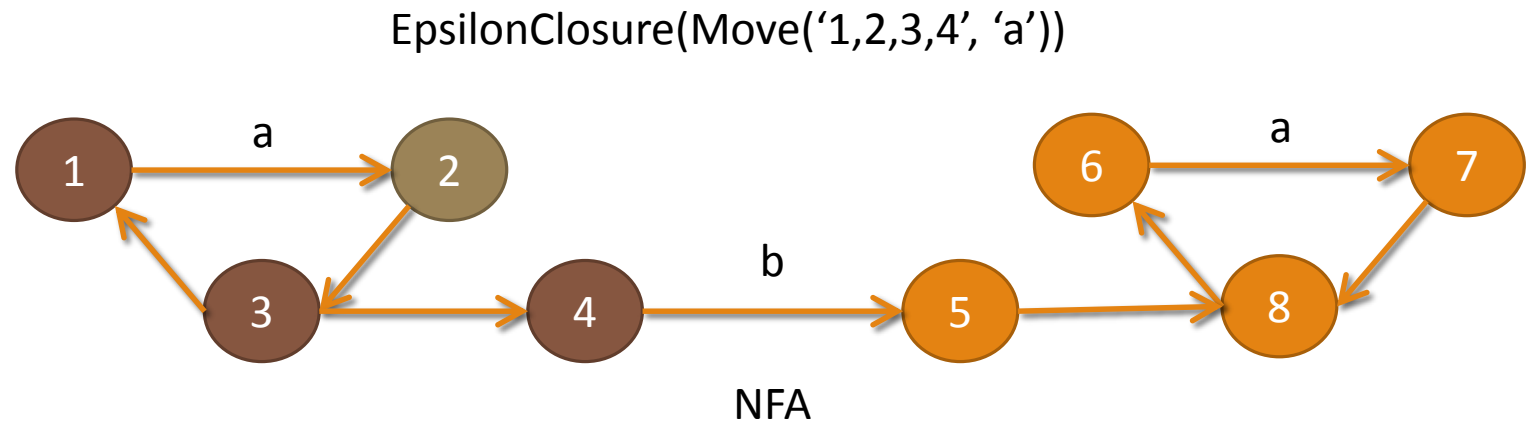 EpsilonClosure(Move(‘1,2,3,4’, ‘a’))
a
a
1
2
6
7
b
3
4
5
8
NFA